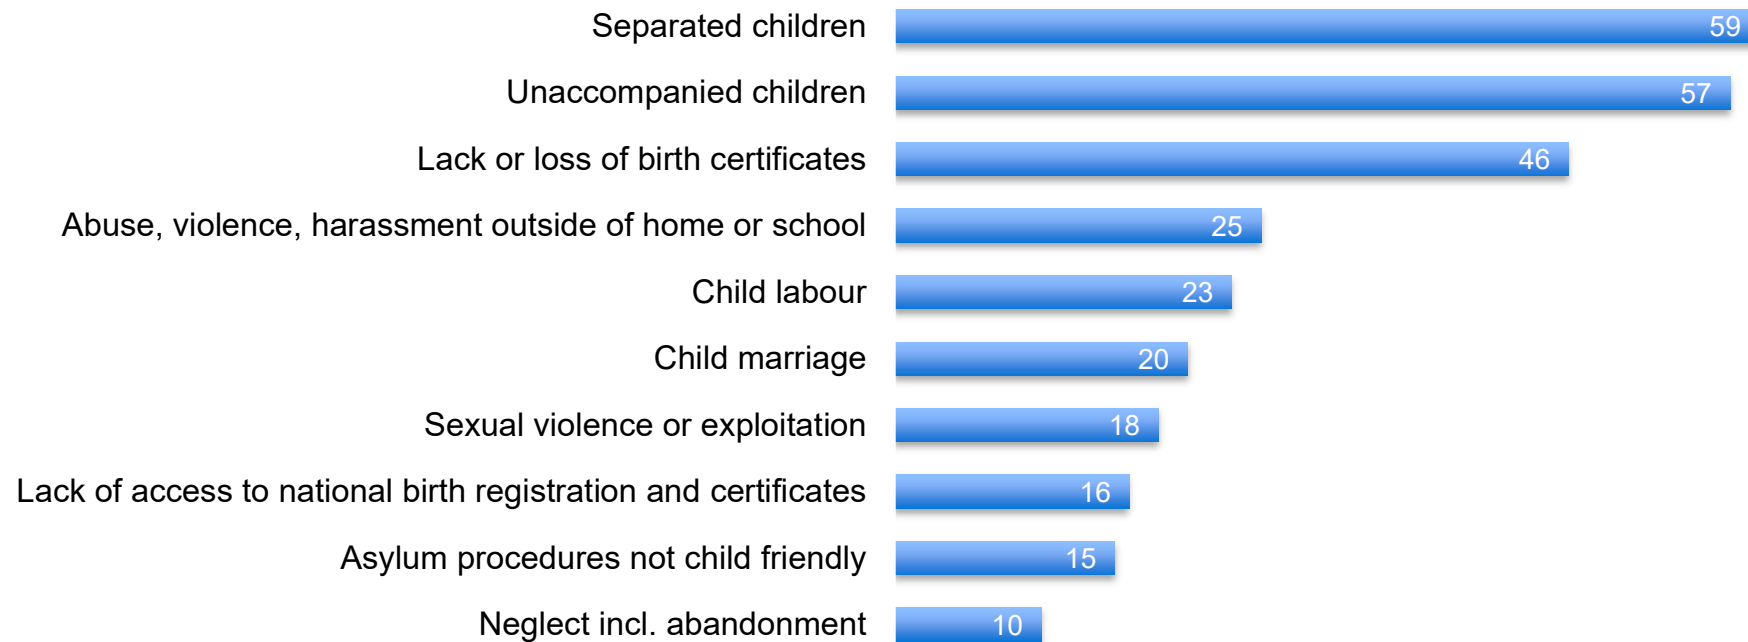 Separated children 59
Unaccompanied children 57
Lack or loss of birth certificates 46
Abuse, violence, harassment outside of home or school 25
Child labour 23
Child marriage 20
Sexual violence or exploitation 18
Lack of access to national birth registration and certificates 16
Asylum procedures not child friendly 15
Neglect incl. abandonment 10